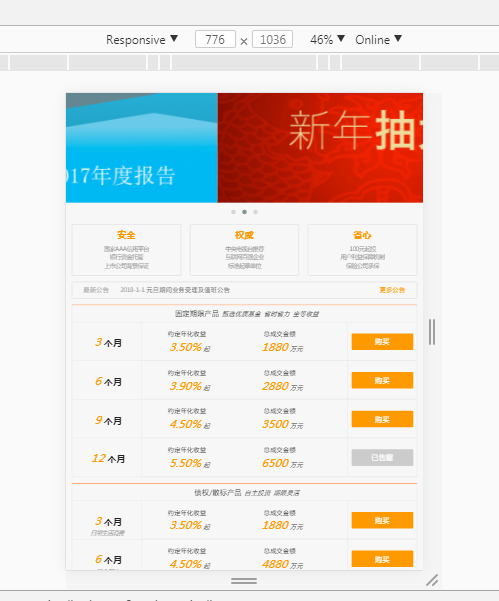 Responsive ▼ 776 × 1036 46% ▼ Online ▼
017年度报告
新年抽
安全 权威 省心
国家AAA信用平台 中央电视台推荐 100元起投
银行资金托管 互联网百强企业 用户利益保障机制
上市公司背景保证 标准起草单位 保险公司承保
最新公告 2018-1-1 元旦期间业务受理及值班公告 更多公告
固定期限产品 甄选优质基金 省时省力 坐等收益
约定年化收益 总成交金额
3 个月 3.50% 起 1880 万元 购买
约定年化收益 总成交金额
6 个月 3.90% 起 2880 万元 购买
约定年化收益 总成交金额
9 个月 4.50% 起 3500 万元 购买
约定年化收益 总成交金额
12 个月 5.50% 起 6500 万元 已售罄
债权/散标产品 自主投资 期限灵活
约定年化收益 总成交金额
3 个月 3.50% 起 1880 万元 购买
日常生活消费
约定年化收益 总成交金额
6 个月 4.50% 起 4880 万元 购买